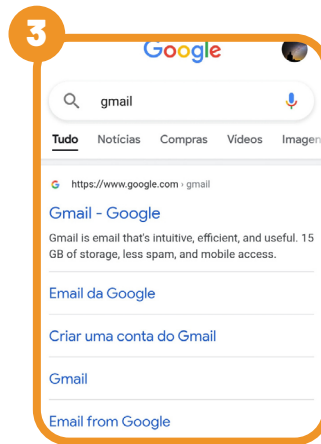 3
Google
gmail
Tudo Notícias Compras Vídeos Imagen
G https://www.google.com › gmail
Gmail - Google
Gmail is email that's intuitive, efficient, and useful. 15
GB of storage, less spam, and mobile access.
Email da Google
Criar uma conta do Gmail
Gmail
Email from Google